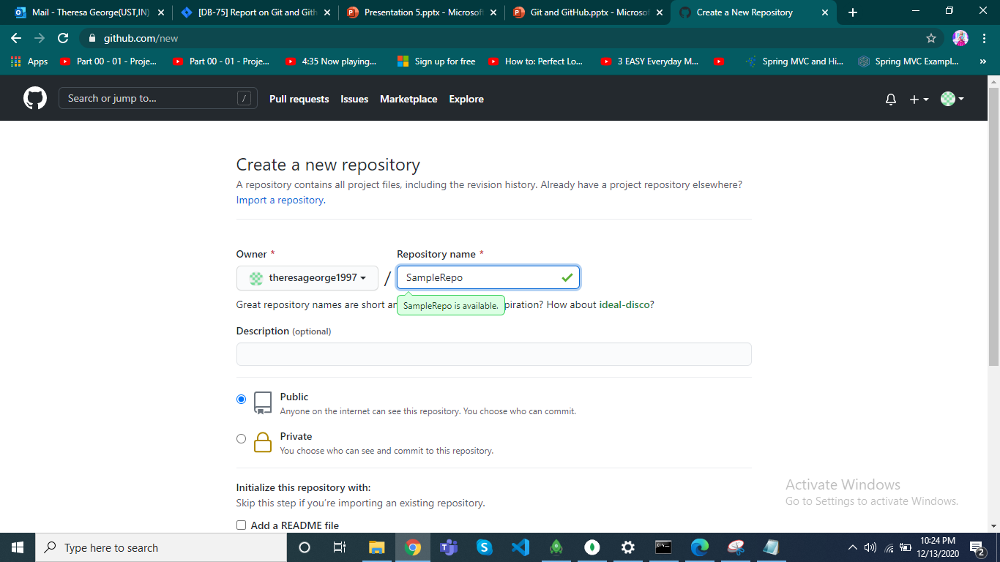 Mail - Theresa George(UST,IN)
[DB-75] Report on Git and Gith
Presentation 5.pptx - Microsof
Git and GitHub.pptx - Microsof
Create a New Repository
github.com/new
Apps
Part 00 - 01 - Proje...
Part 00 - 01 - Proje...
4:35 Now playing...
Sign up for free
How to: Perfect Lo...
3 EASY Everyday M...
Spring MVC and Hi...
Spring MVC Exampl...
»
Search or jump to... /
Pull requests Issues Marketplace Explore
Create a new repository
A repository contains all project files, including the revision history. Already have a project repository elsewhere?
Import a repository.
Owner * Repository name *
theresageorge1997 / SampleRepo
Great repository names are short an piration? How about ideal-disco?
SampleRepo is available.
Description (optional)
Public
Anyone on the internet can see this repository. You choose who can commit.
Private
You choose who can see and commit to this repository.
Initialize this repository with:
Skip this step if you're importing an existing repository.
Add a README file
Activate Windows
Go to Settings to activate Windows.
Type here to search
10:24 PM
12/13/2020
2